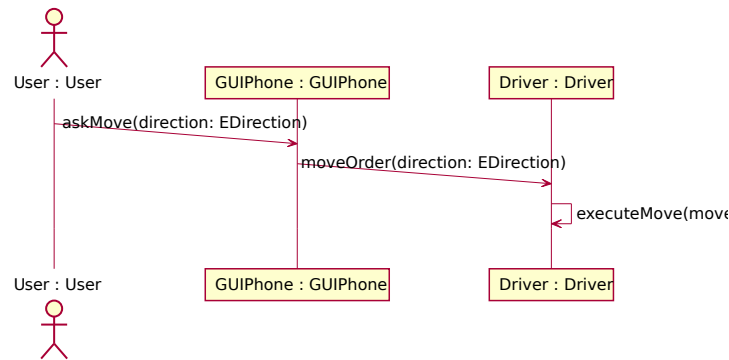 User : User
GUIPhone : GUIPhone
Driver : Driver
askMove(direction: EDirection)
moveOrder(direction: EDirection)
executeMove(move
User : User
GUIPhone : GUIPhone
Driver : Driver